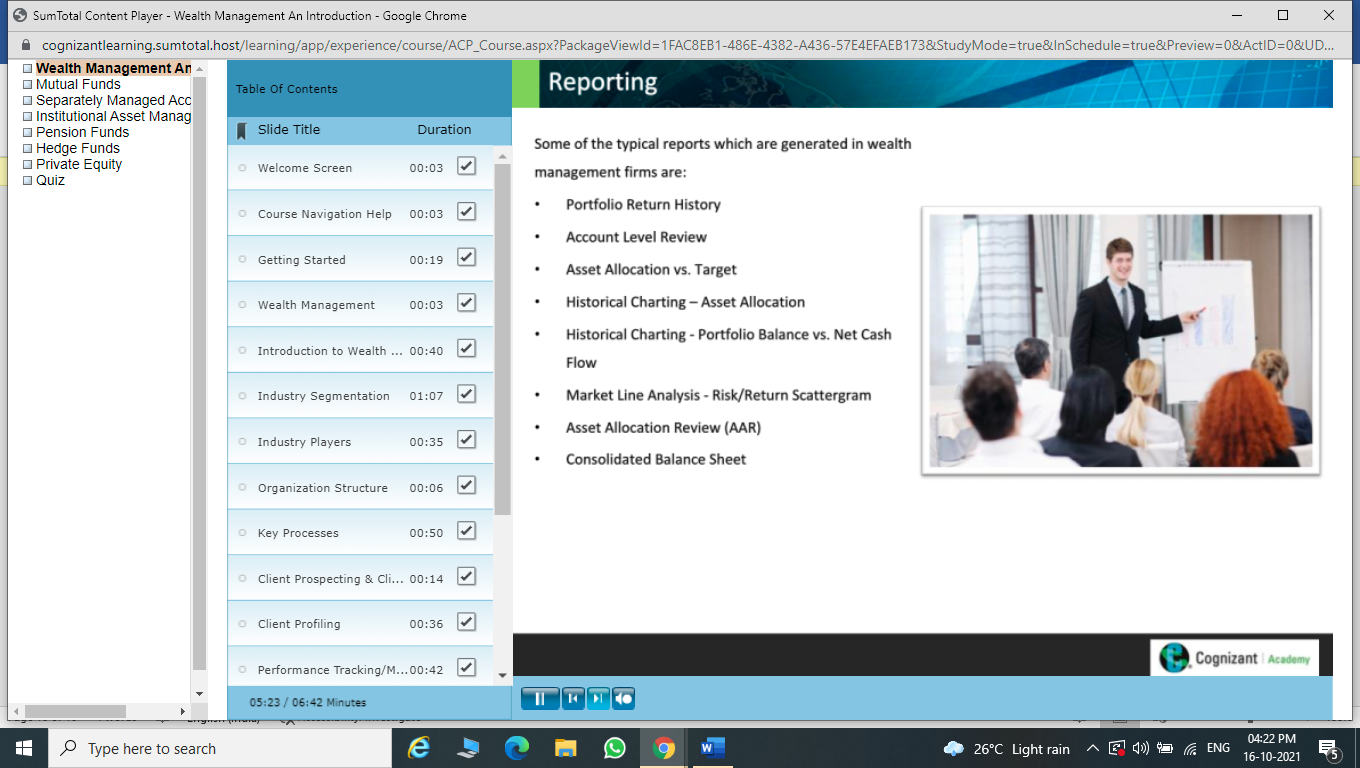 SumTotal Content Player - Wealth Management An Introduction - Google Chrome
cognizantlearning.sumtotal.host/learning/app/experience/course/ACP_Course.aspx?PackageViewId=1FAC8EB1-486E-4382-A436-57E4EFAEB173&StudyMode=true&InSchedule=true&Preview=0&ActID=0&UD...
Wealth Management An
Mutual Funds
Separately Managed Acc
Institutional Asset Manag
Pension Funds
Hedge Funds
Private Equity
Quiz
Table Of Contents
Slide Title Duration
Welcome Screen 00:03
Course Navigation Help 00:03
Getting Started 00:19
Wealth Management 00:03
Introduction to Wealth ... 00:40
Industry Segmentation 01:07
Industry Players 00:35
Organization Structure 00:06
Key Processes 00:50
Client Prospecting & Cli... 00:14
Client Profiling 00:36
Performance Tracking/M... 00:42
05:23 / 06:42 Minutes
Reporting
Some of the typical reports which are generated in wealth
management firms are:
• Portfolio Return History
• Account Level Review
• Asset Allocation vs. Target
• Historical Charting – Asset Allocation
• Historical Charting - Portfolio Balance vs. Net Cash
Flow
• Market Line Analysis - Risk/Return Scattergram
• Asset Allocation Review (AAR)
• Consolidated Balance Sheet
Cognizant | Academy
Type here to search
26°C Light rain
ENG
04:22 PM
16-10-2021
5